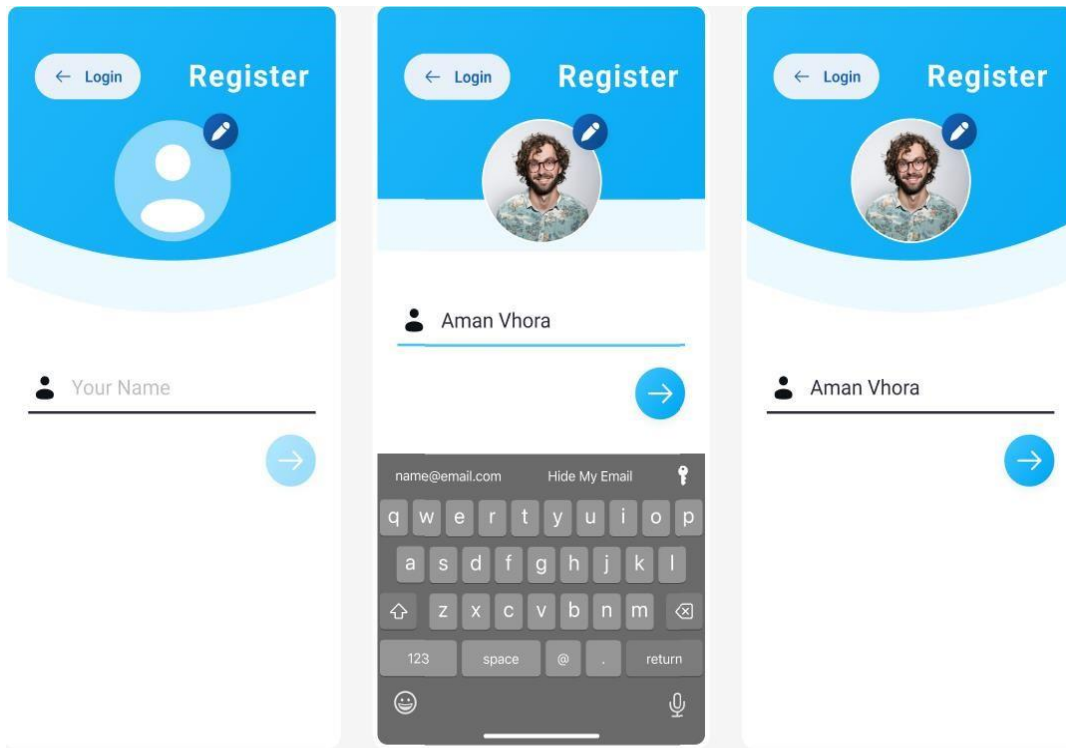 ← Login Register
Your Name
← Login Register
Aman Vhora
name@email.com Hide My Email
q w e r t y u i o p
a s d f g h j k l
z x c v b n m
123 space @ . return
← Login Register
Aman Vhora